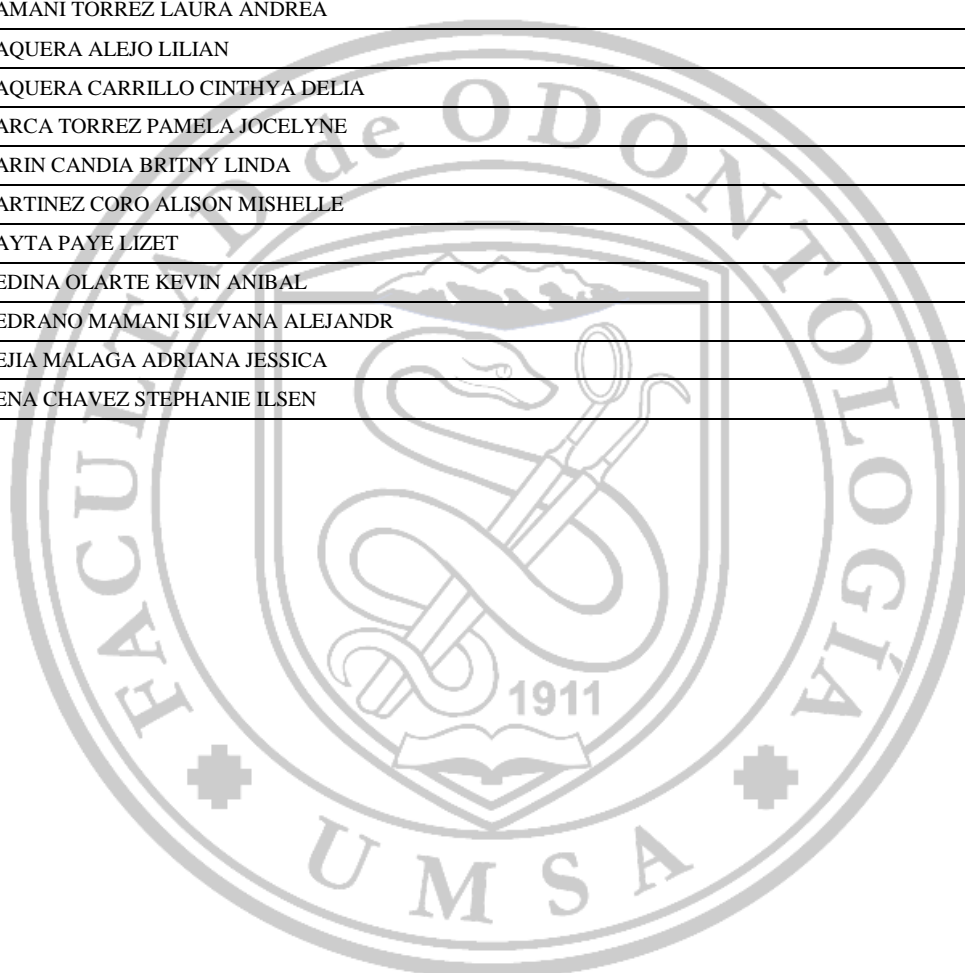 AMANI TORREZ LAURA ANDREA
AQUERA ALEJO LILIAN
AQUERA CARRILLO CINTHYA DELIA
ARCA TORREZ PAMELA JOCELYNE
ARIN CANDIA BRITNY LINDA
ARTINEZ CORO ALISON MISHELLE
AYTA PAYE LIZET
EDINA OLARTE KEVIN ANIBAL
EDRANO MAMANI SILVANA ALEJANDR
EJIA MALAGA ADRIANA JESSICA
ENA CHAVEZ STEPHANIE ILSEN
FACULTAD de ODONTOLOGÍA
1911
UMSA